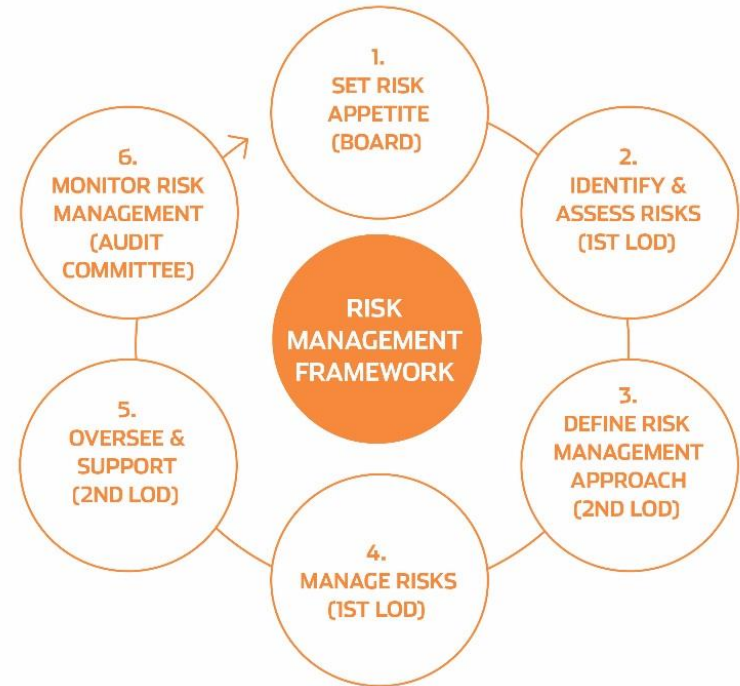 1.
SET RISK
APPETITE
(BOARD)
2.
IDENTIFY &
ASSESS RISKS
(1ST LOD)
3.
DEFINE RISK
MANAGEMENT
APPROACH
(2ND LOD)
4.
MANAGE RISKS
(1ST LOD)
5.
OVERSEE &
SUPPORT
(2ND LOD)
6.
MONITOR RISK
MANAGEMENT
(AUDIT
COMMITTEE)
RISK
MANAGEMENT
FRAMEWORK